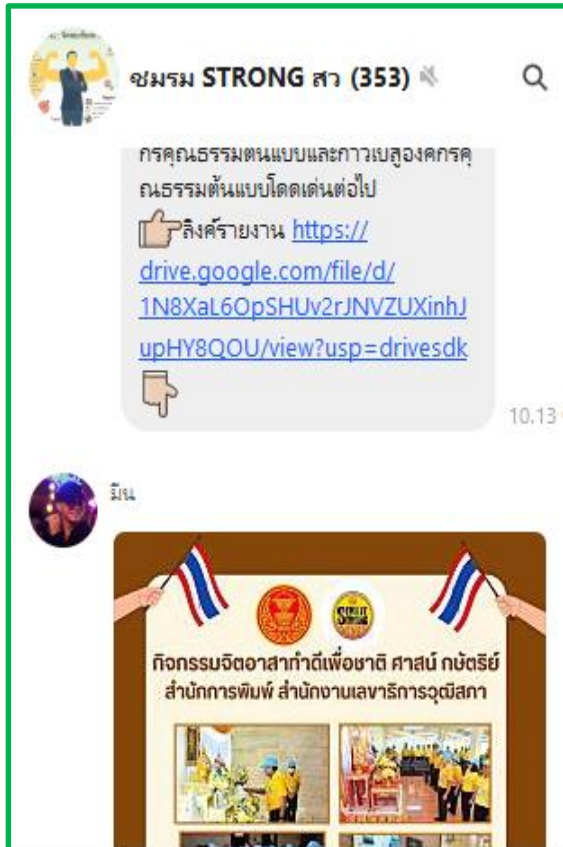 ชมรม STRONG สว (353)
กรคุณธรรมต้นแบบและก้าวไปสู่องค์กรคุ
ณธรรมต้นแบบโดดเด่นต่อไป
ลิงค์รายงาน https://
drive.google.com/file/d/
1N8XaL6OpSHUv2rJNVZUXinhJ
upHY8QOU/view?usp=drivesdk
10.13
มีน
กิจกรรมจิตอาสาทำดีเพื่อชาติ ศาสน์ กษัตริย์
สำนักการพิมพ์ สำนักงานเลขาธิการวุฒิสภา